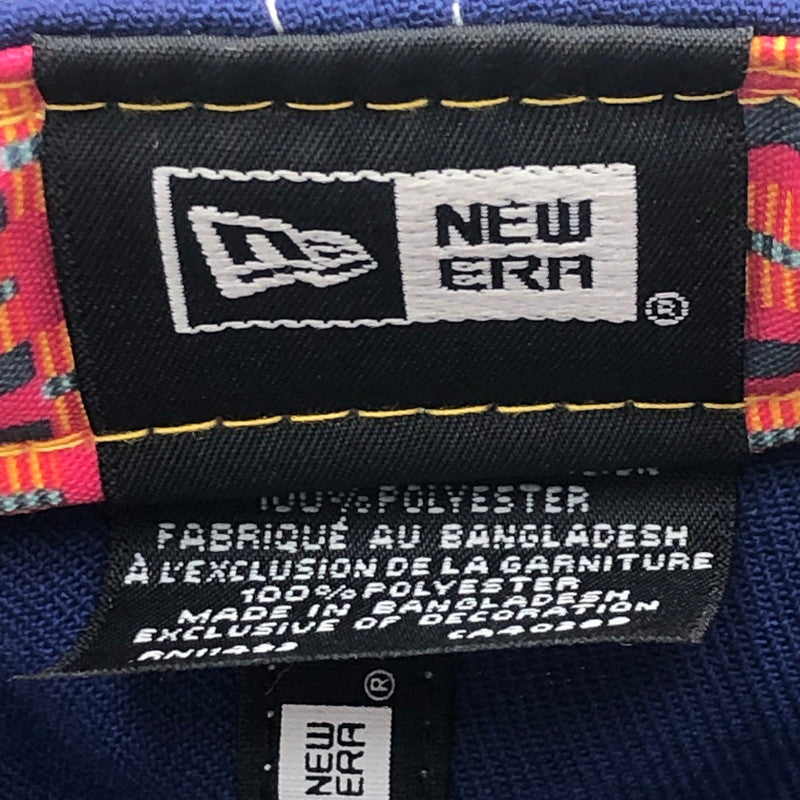 NEW
ERA
®
100% POLYESTER
FABRIQUÉ AU BANGLADESH
À L'EXCLUSION DE LA GARNITURE
100% POLYESTER
MADE IN BANGLADESH
EXCLUSIVE OF DECORATION
®
NEW
ERA